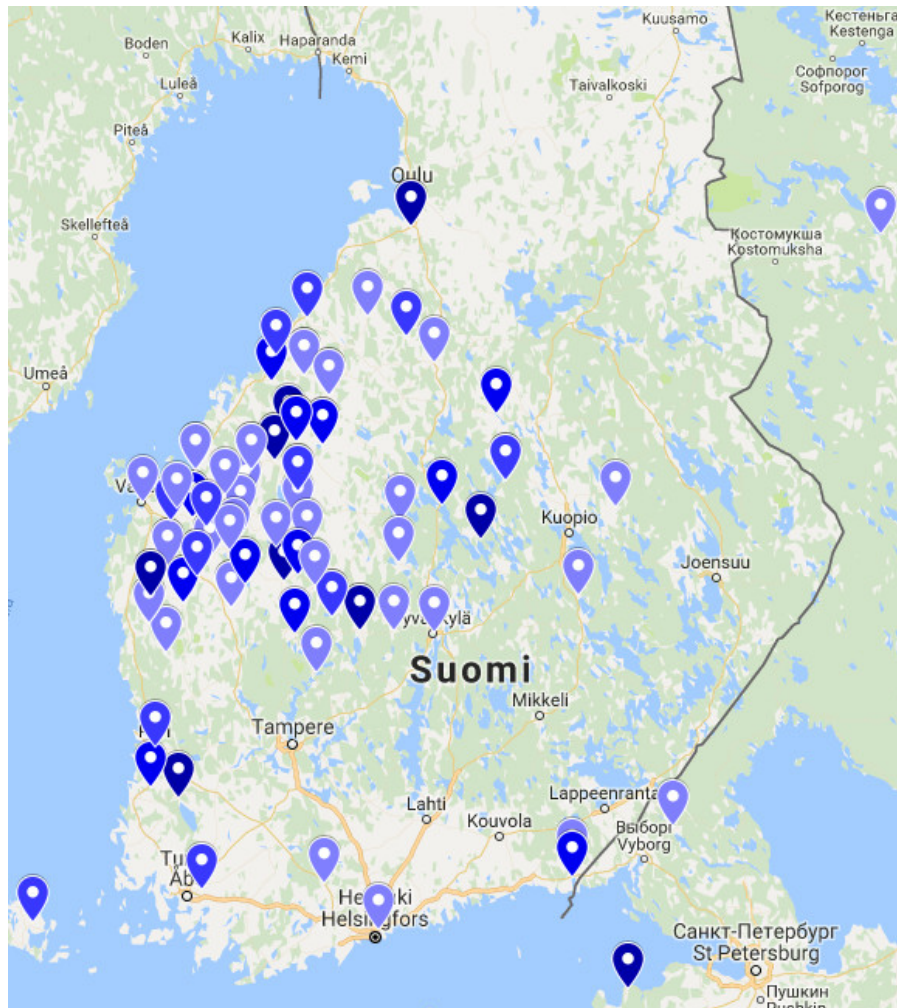 Kuusamo
Кестеньга
Kestenga
Boden
Kalix
Haparanda
Kemi
Софпорог
Sofporog
Luleå
Taivalkoski
Piteå
Oulu
Skellefteå
Костомукша
Kostomuksha
Umeå
Kuopio
Joensuu
Suomi
Mikkeli
Tampere
Lappeenranta
Lahti
Kouvola
Выборг
Vyborg
Helsingfors
Санкт-Петербург
St Petersburg
Пушкин